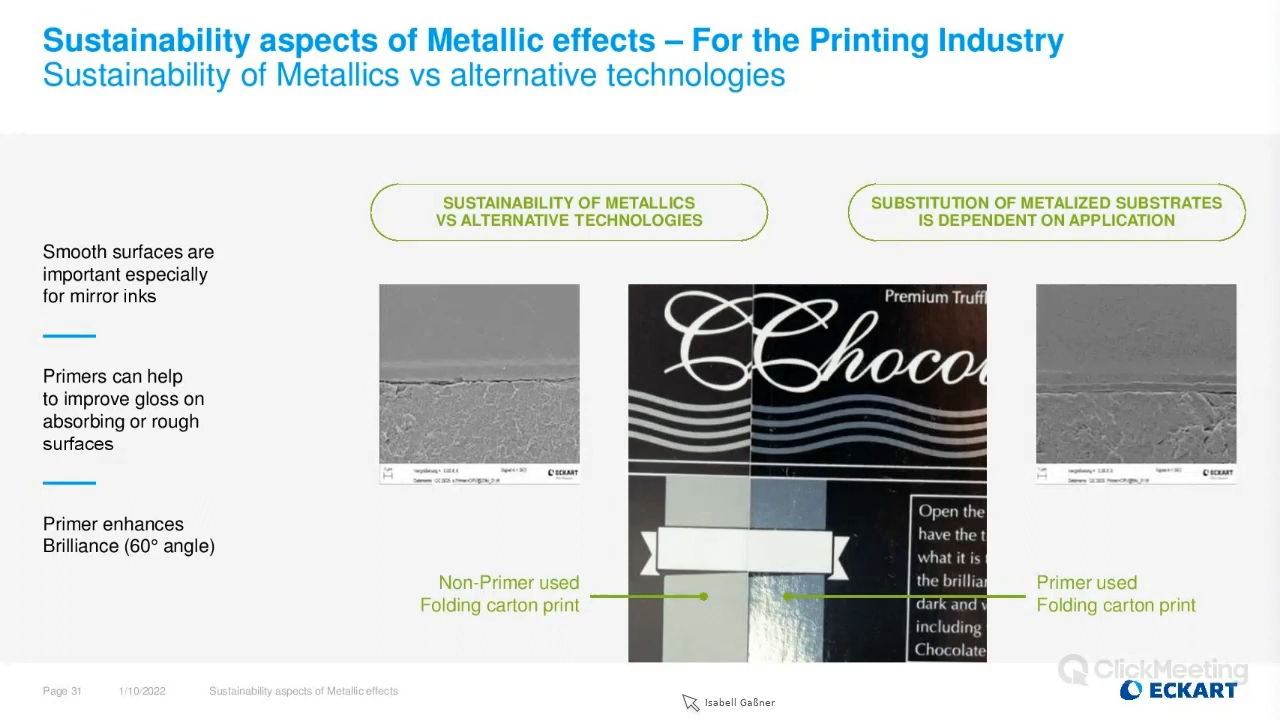 Sustainability aspects of Metallic effects – For the Printing Industry
Sustainability of Metallics vs alternative technologies
SUSTAINABILITY OF METALLICS
VS ALTERNATIVE TECHNOLOGIES
SUBSTITUTION OF METALIZED SUBSTRATES
IS DEPENDENT ON APPLICATION
Smooth surfaces are
important especially
for mirror inks
Primers can help
to improve gloss on
absorbing or rough
surfaces
Primer enhances
Brilliance (60° angle)
ECKART
Premium Truffl
CChocol
Open the
have the t
what it is
the brillian
dark and
including
Chocolate
ECKART
Non-Primer used
Folding carton print
Primer used
Folding carton print
Page 31
1/10/2022
Sustainability aspects of Metallic effects
Isabell Gaßner
ClickMeeting
ECKART